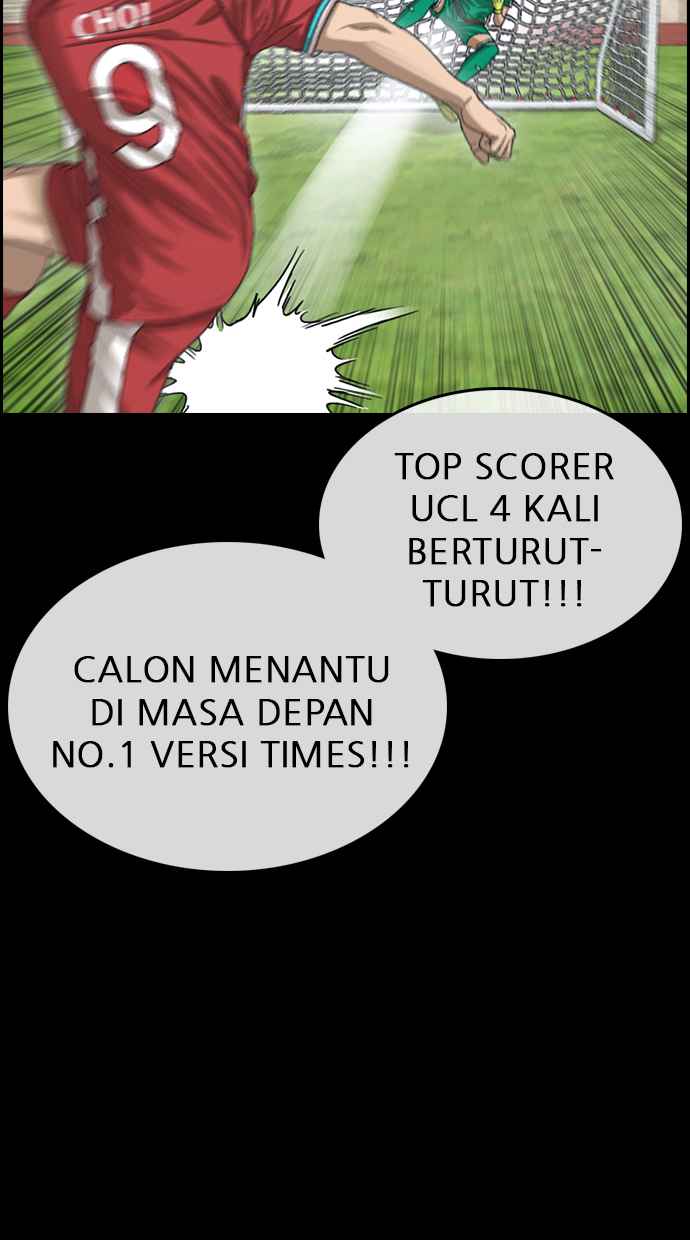 CHOI
9
TOP SCORER
UCL 4 KALI
BERTURUT-
TURUT!!!
CALON MENANTU
DI MASA DEPAN
NO.1 VERSI TIMES!!!